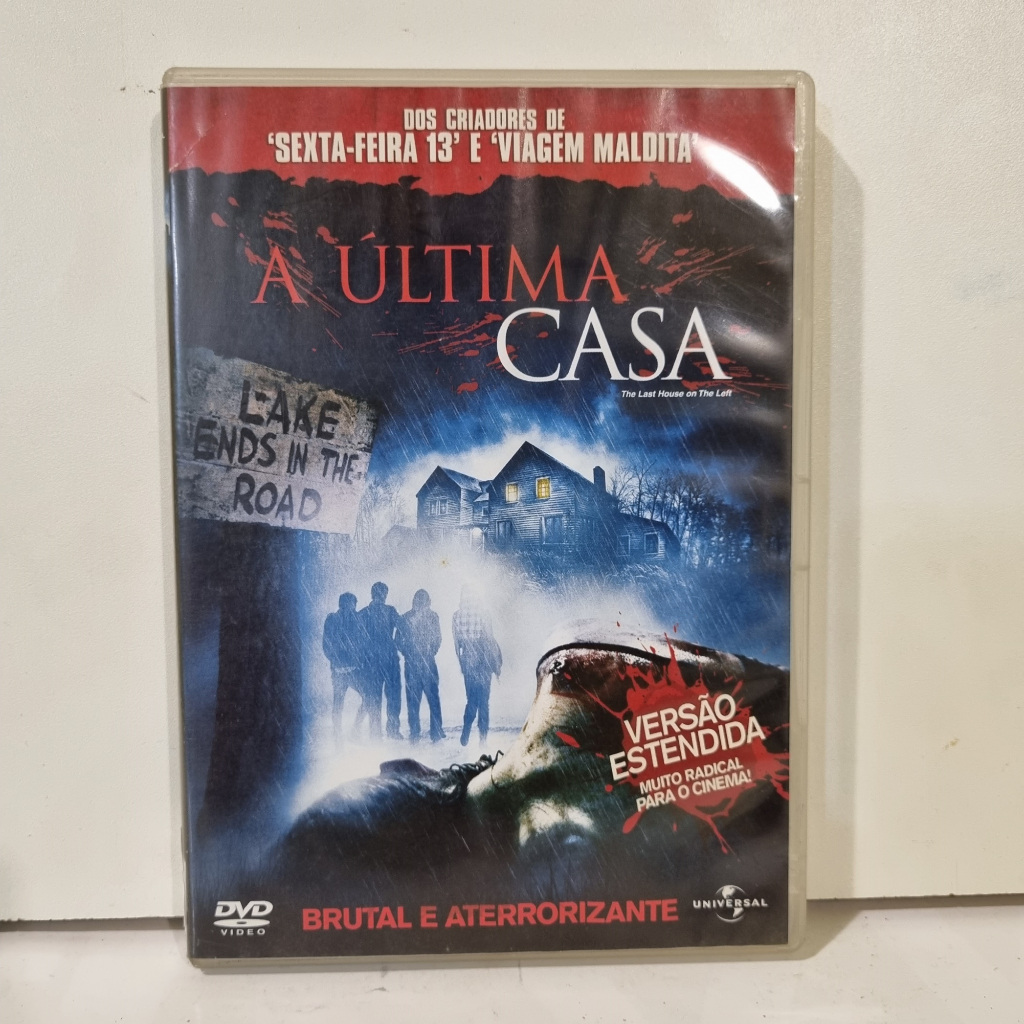 DOS CRIADORES DE
'SEXTA-FEIRA 13' E 'VIAGEM MALDITA'
A ÚLTIMA
CASA
The Last House on The Left
LAKE
ENDS IN THE
ROAD
VERSÃO
ESTENDIDA
MUITO RADICAL
PARA O CINEMA!
DVD
VIDEO
BRUTAL E ATERRORIZANTE
UNIVERSAL